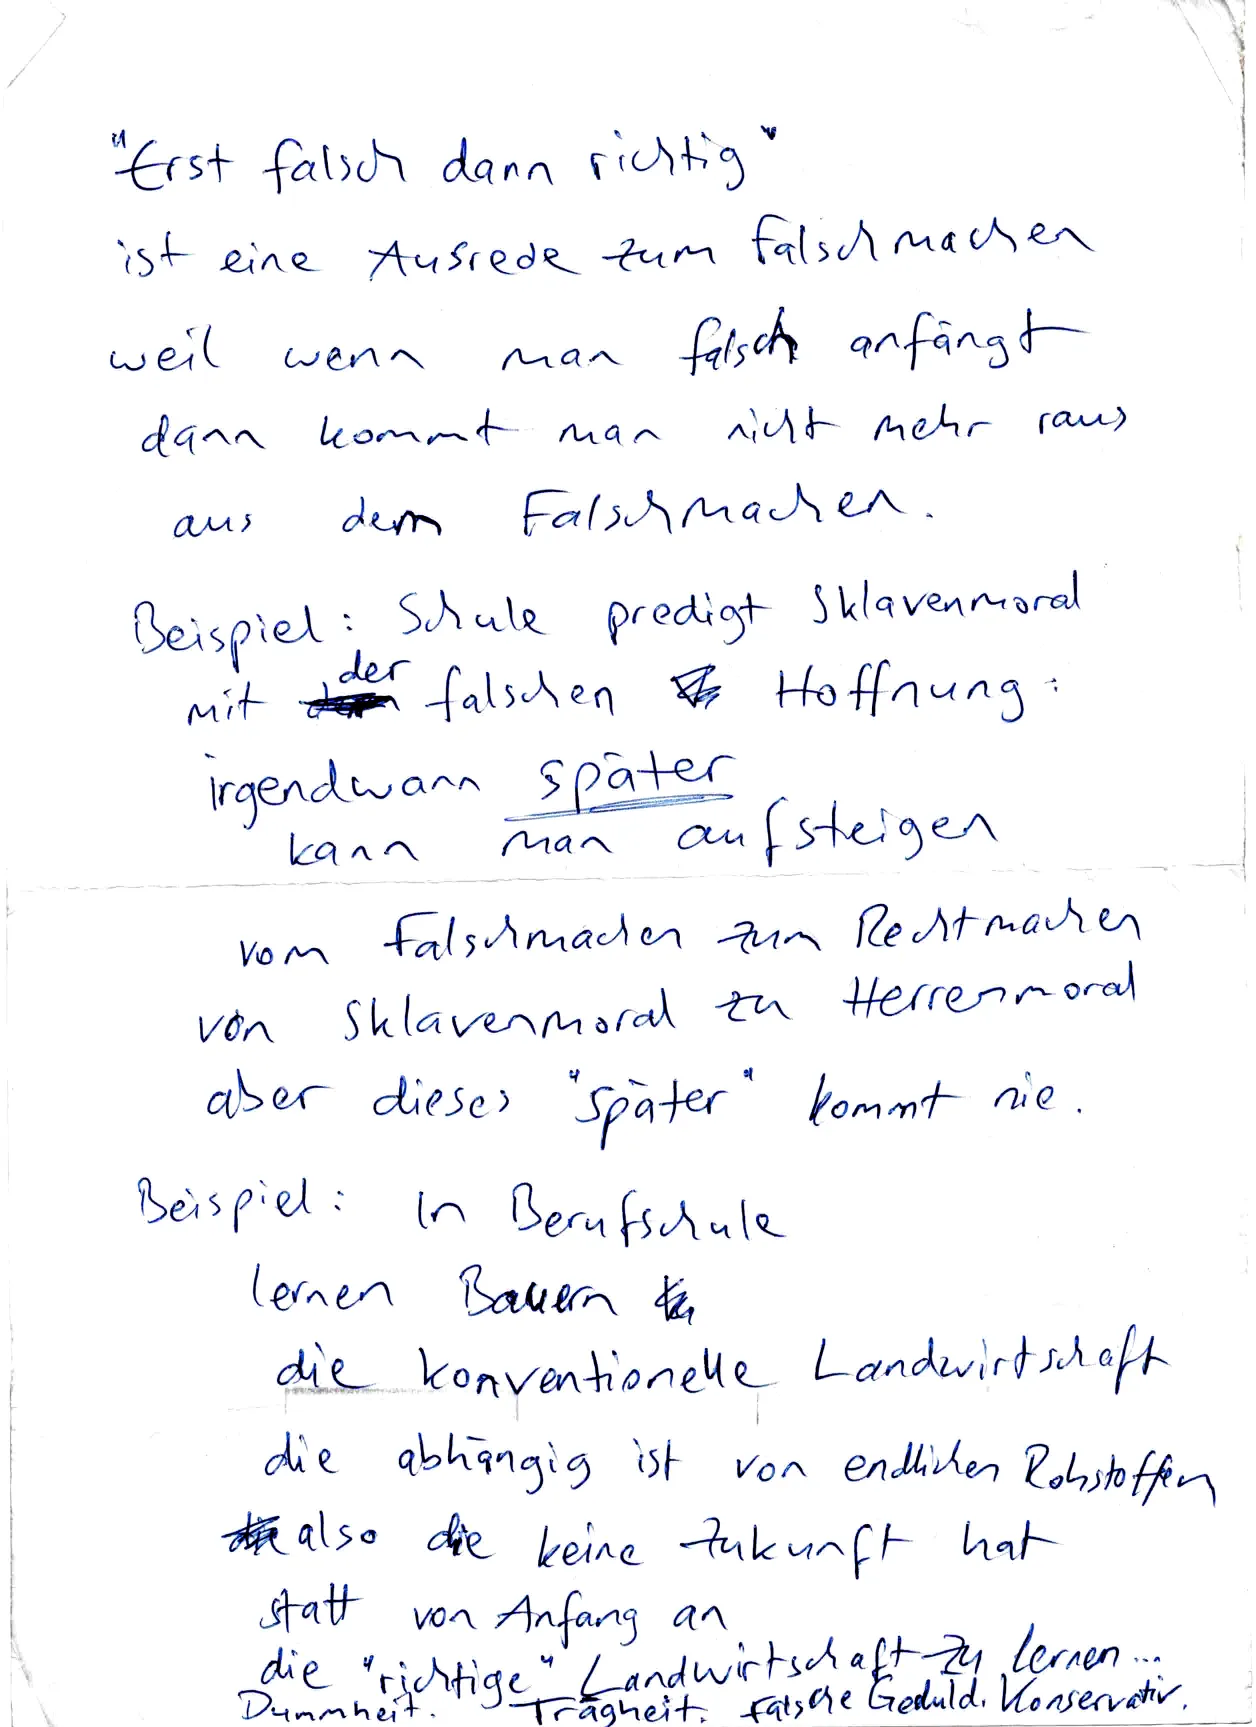 "Erst falsch dann richtig"
ist eine Ausrede zum Falschmachen
weil wenn man falsch anfängt
dann kommt man nicht mehr raus
aus dem Falschmachen.
Beispiel: Schule predigt Sklavenmoral
mit der falschen Hoffnung:
irgendwann später
kann man aufsteigen
vom Falschmachen zum Rechtmachen
von Sklavenmoral zu Herrenmoral
aber dieses "später" kommt nie.
Beispiel: In Berufschule
lernen Bauern
die konventionelle Landwirtschaft
die abhängig ist von endlichen Rohstoffen
also die keine Zukunft hat
statt von Anfang an
die "richtige" Landwirtschaft zu lernen...
Dummheit. Trägheit. Falsche Geduld. Konservativ.